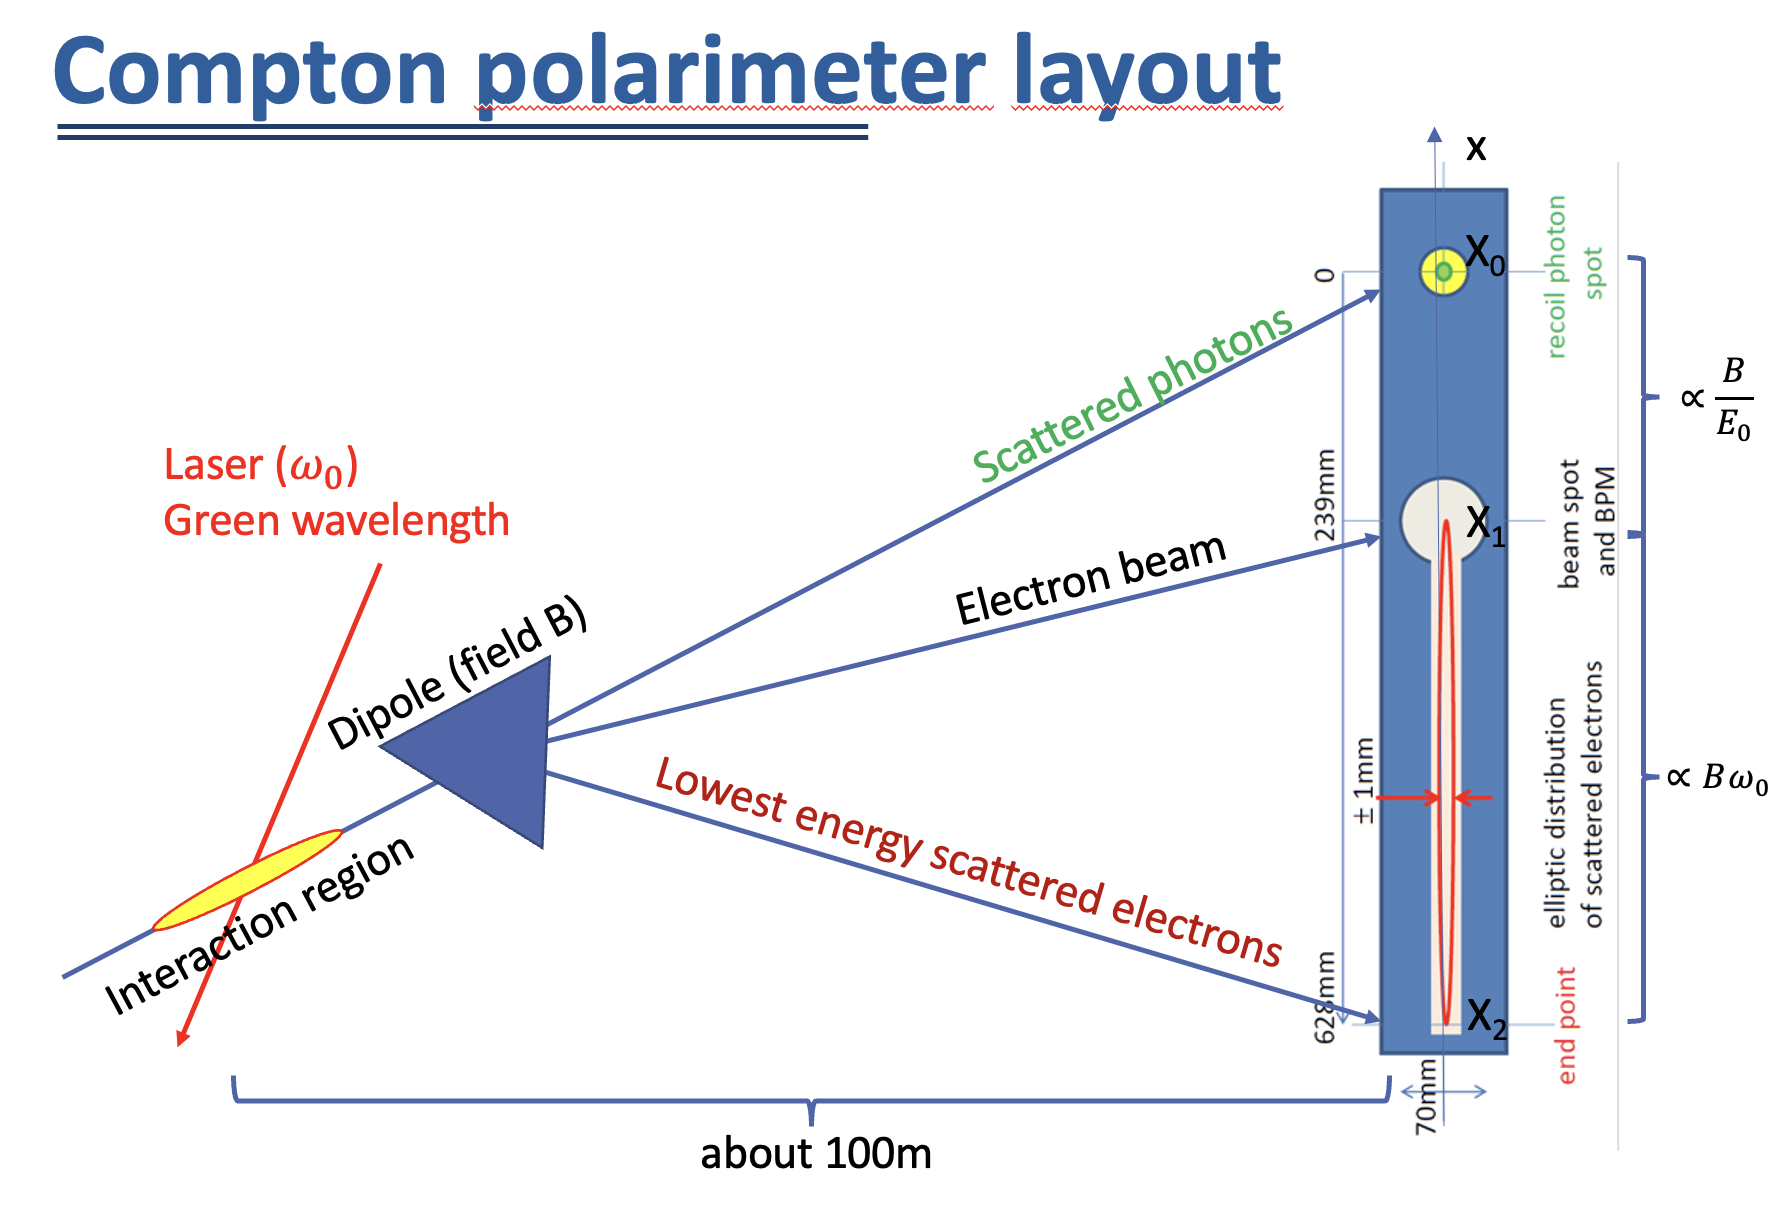 Compton polarimeter layout
x
X₀
recoil photon
spot
0
Scattered photons
∝ B/E₀
Laser (ω₀)
Green wavelength
239mm
X₁
beam spot
and BPM
Electron beam
Dipole (field B)
± 1mm
Lowest energy scattered electrons
elliptic distribution
of scattered electrons
∝ Bω₀
Interaction region
628mm
X₂
end point
70mm
about 100m